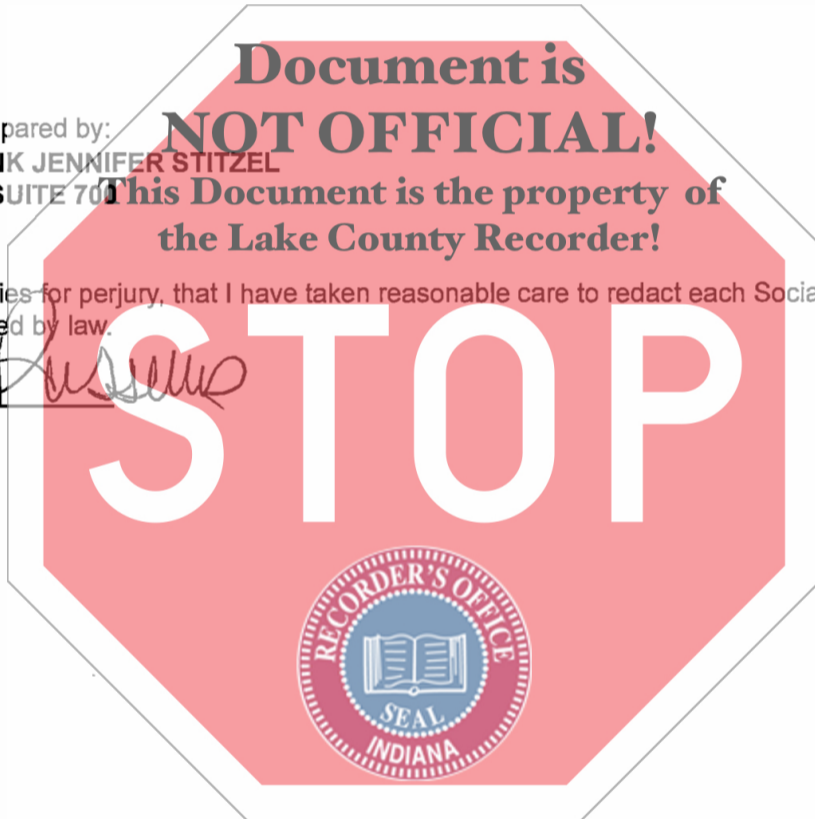 Document is
pared by:
NOT OFFICIAL!
K JENNIFER STITZEL
SUITE 700
This Document is the property of
the Lake County Recorder!
ies for perjury, that I have taken reasonable care to redact each Socia
ed by law.
STOP
RECORDER'S OFFICE
SEAL
INDIANA